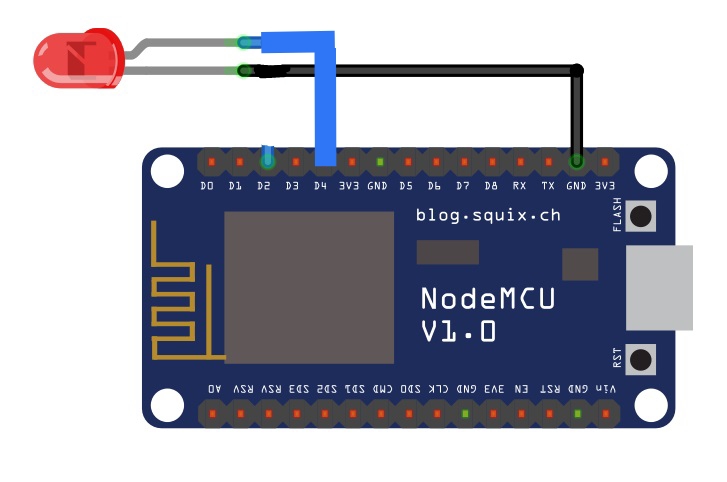 D0 D1 D2 D3 D4 3V3 GND D5 D6 D7 D8 RX TX GND 3V3
FLASH
blog.squix.ch
NodeMCU
V1.0
RST
A0 RSV RSV SD3 SD2 SD1 CMD SD0 CLK GND 3V3 EN RST GND Vin